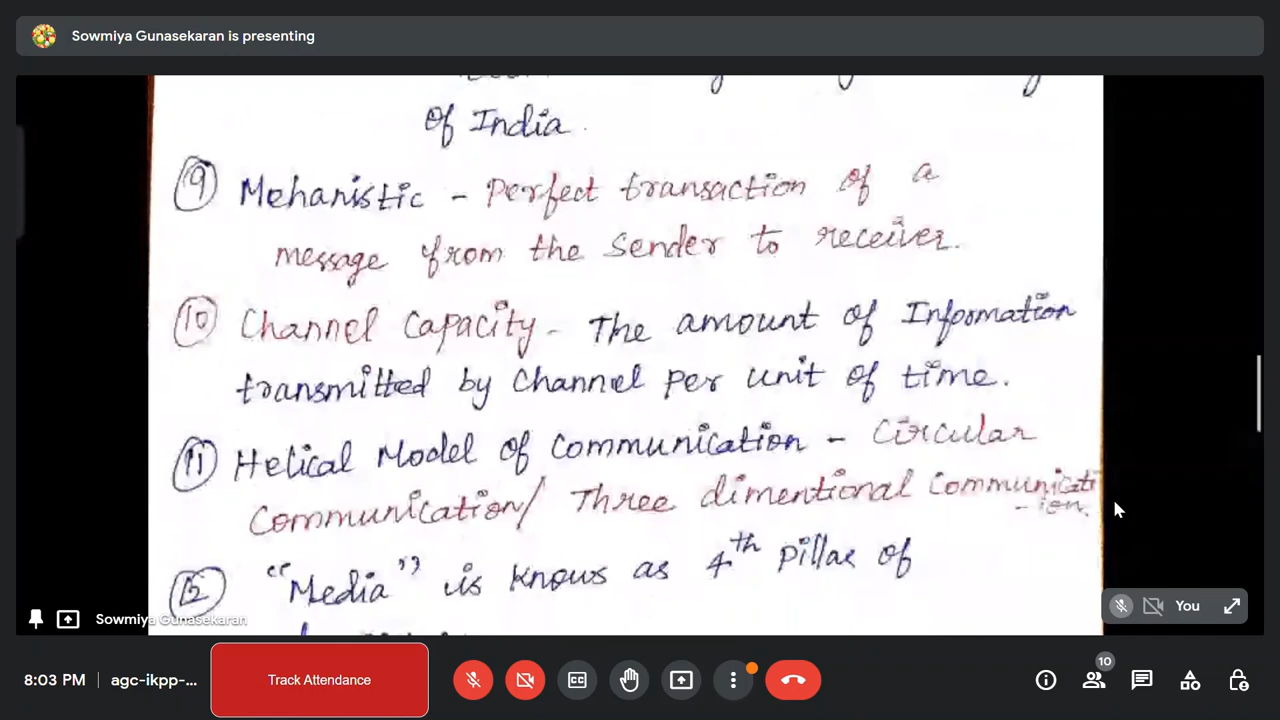 Sowmiya Gunasekaran is presenting
of India.
9 Mehanistic - Perfect transaction of a
message from the Sender to receiver.
10 Channel Capacity - The amount of Information
transmitted by Channel Per unit of time.
11 Helical Model of Communication - Circular
Communication/ Three dimentional Communicati
-ion.
12 "Media" is knows as 4th Pillar of
Sowmiya Gunasekaran
You
8:03 PM | agc-ikpp-...
Track Attendance
10